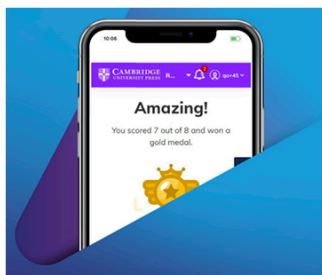 10:08
CAMBRIDGE
UNIVERSITY PRESS
R...
Amazing!
You scored 7 out of 8 and won a
gold medal.